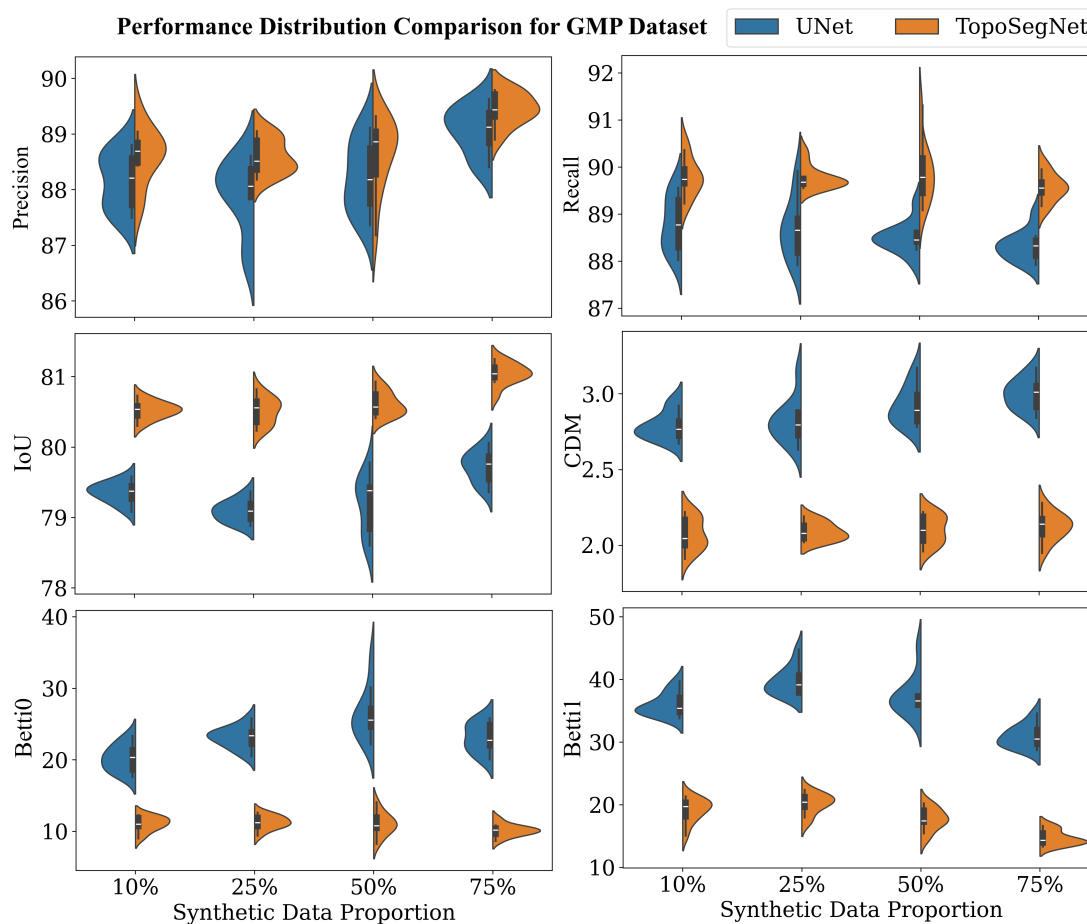 Performance Distribution Comparison for GMP Dataset UNet TopoSegNet
Precision
90
89
88
87
86
Recall
92
91
90
89
88
87
IoU
81
80
79
78
CDM
3.0
2.5
2.0
Betti0
40
30
20
10
10% 25% 50% 75%
Synthetic Data Proportion
Betti1
50
40
30
20
10
10% 25% 50% 75%
Synthetic Data Proportion